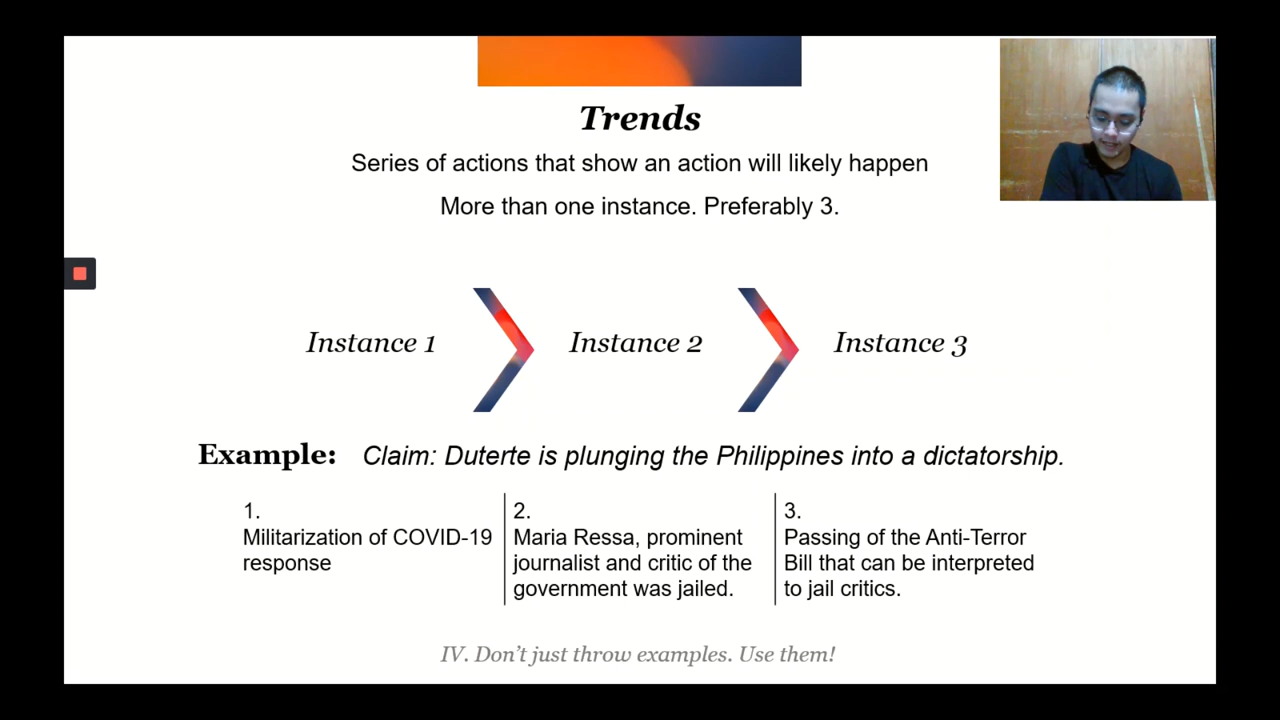 Trends
Series of actions that show an action will likely happen
More than one instance. Preferably 3.
Instance 1
Instance 2
Instance 3
Example: Claim: Duterte is plunging the Philippines into a dictatorship.
1.
Militarization of COVID-19
response
2.
Maria Ressa, prominent
journalist and critic of the
government was jailed.
3.
Passing of the Anti-Terror
Bill that can be interpreted
to jail critics.
IV. Don't just throw examples. Use them!